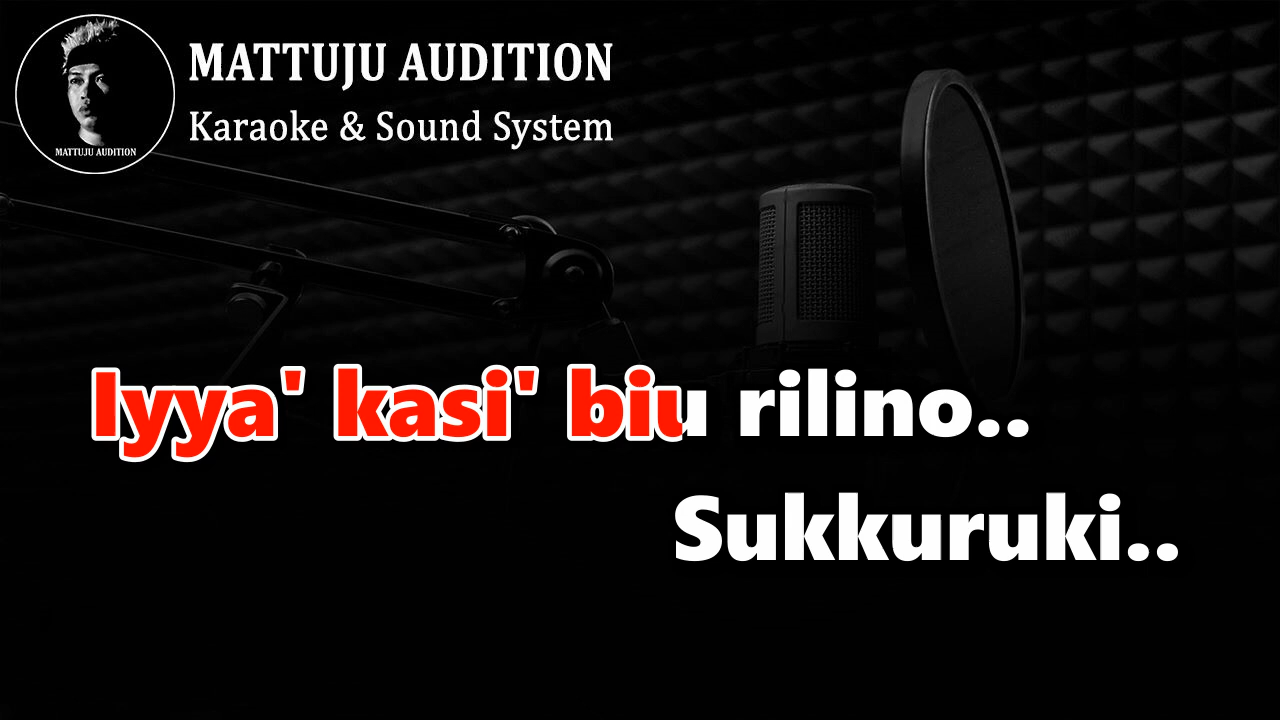 MATTUJU AUDITION
Karaoke & Sound System
MATTUJU AUDITION
Iyya' kasi' biu rilino..
Sukkuruki..